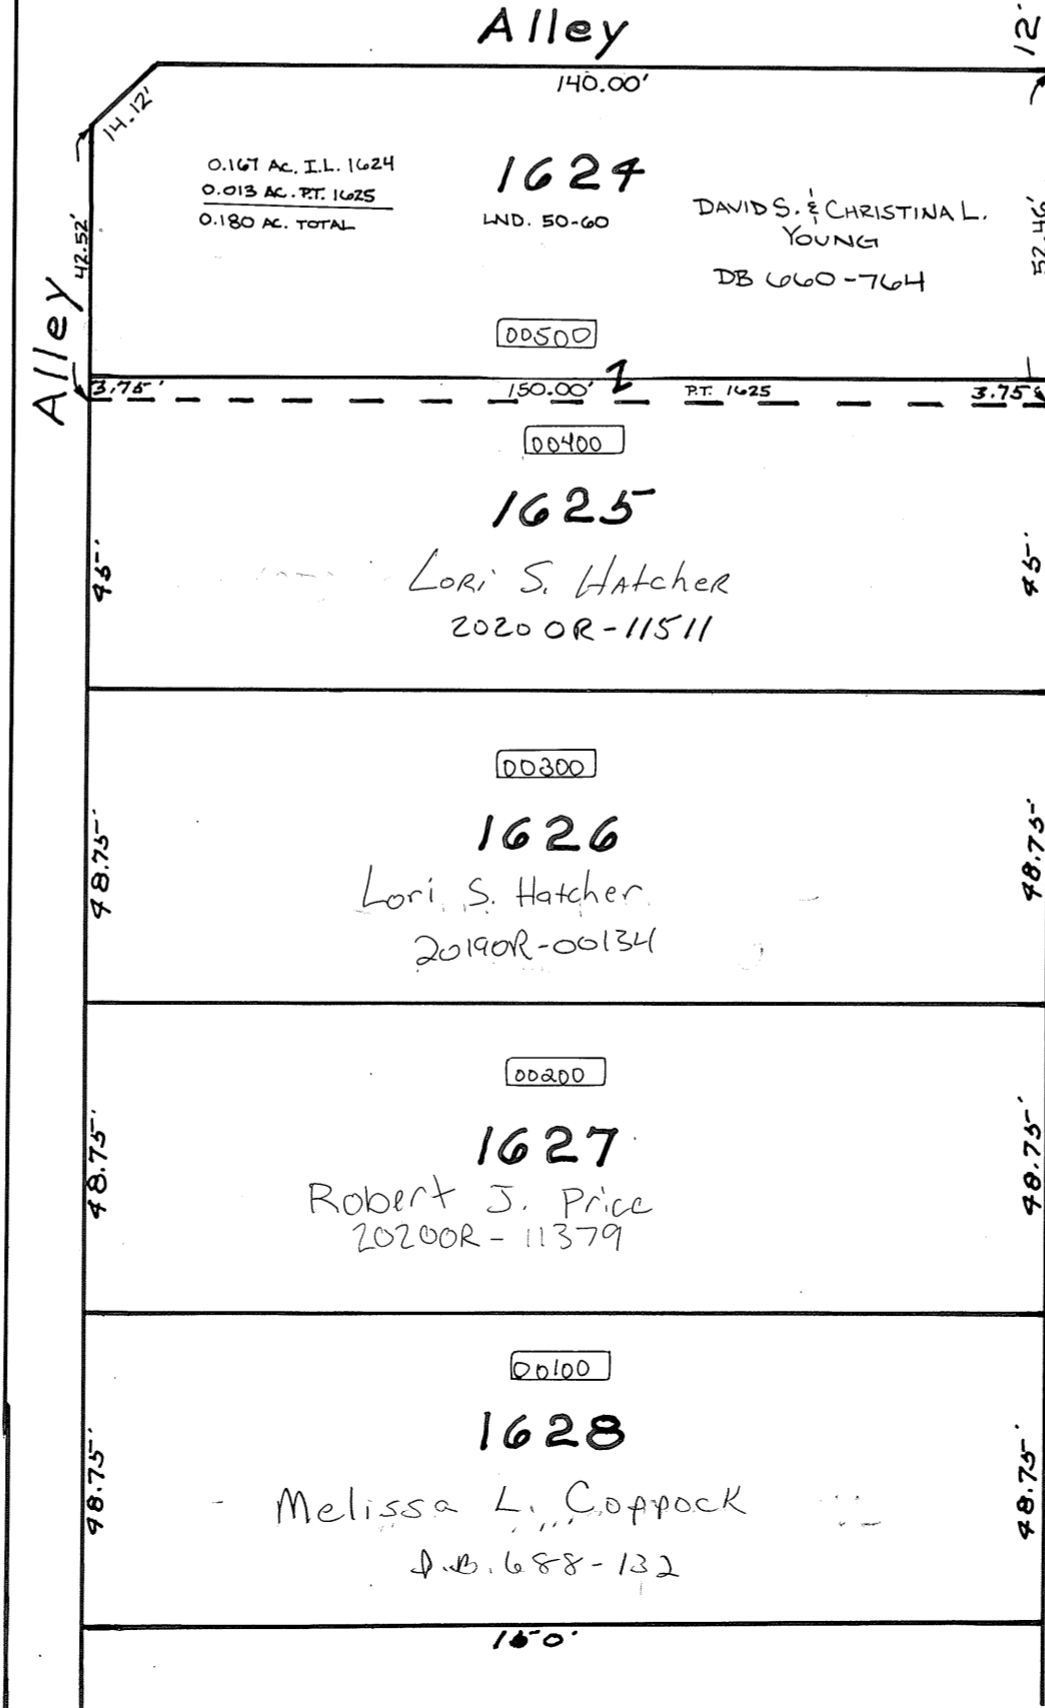 Alley
12'
140.00'
14.12'
0.167 AC. I.L. 1624
0.013 AC. P.T. 1625
0.180 AC. TOTAL
1624
LND. 50-60
DAVID S. & CHRISTINA L.
YOUNG
DB 660-764
42.52'
52.46'
Alley
00500
3.75'
150.00'
P.T. 1625
3.75'
00400
1625
45'
Lori S. Hatcher
2020 OR-11511
45'
00300
1626
48.75'
Lori S. Hatcher
2019OR-00134
48.75'
00200
1627
48.75'
Robert J. Price
2020OR-11379
48.75'
00100
1628
48.75'
Melissa L. Coppock
D.B. 688-132
48.75'
150'